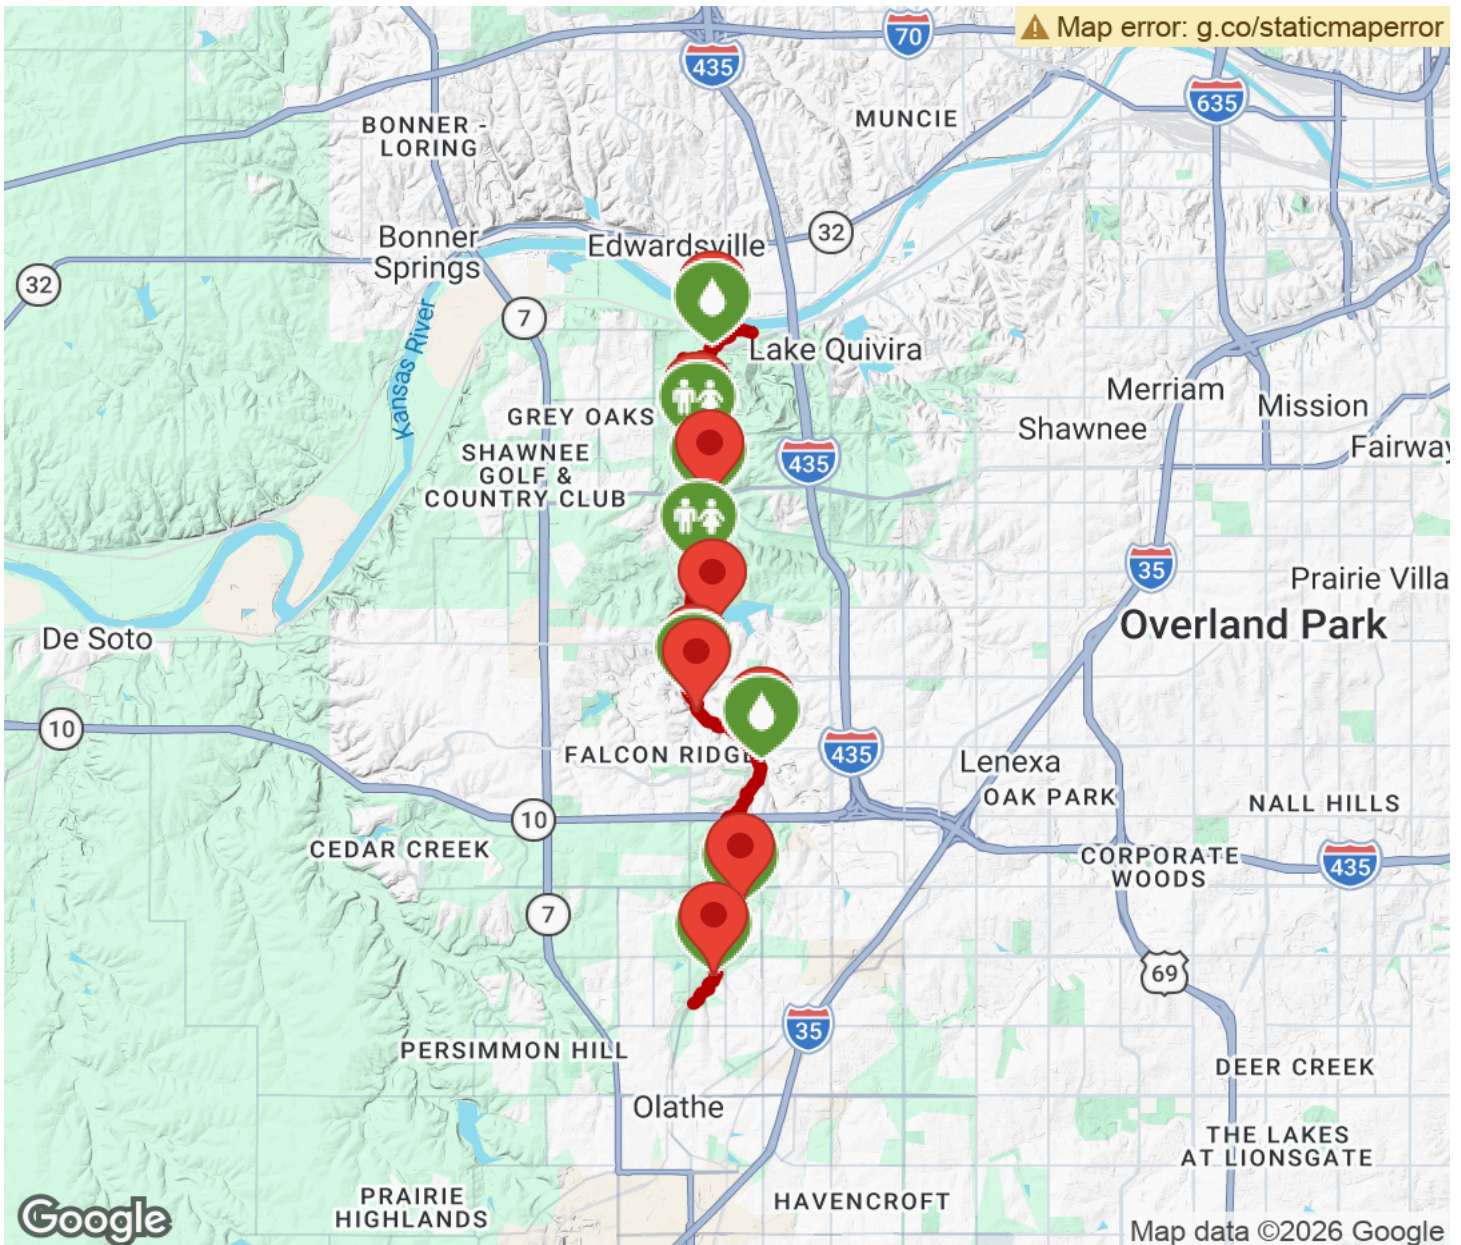 Map error: g.co/staticmaperror
70
435
635
MUNCIE
BONNER -
LORING
32
Bonner
Springs
Edwardsville
32
7
Kansas River
Lake Quivira
Merriam
Mission
GREY OAKS
Shawnee
Fairway
SHAWNEE
GOLF &
COUNTRY CLUB
435
35
Prairie Villa
Overland Park
De Soto
10
FALCON RIDGE
435
Lenexa
OAK PARK
NALL HILLS
10
CEDAR CREEK
CORPORATE
WOODS
435
7
69
35
PERSIMMON HILL
DEER CREEK
Olathe
THE LAKES
AT LIONSGATE
PRAIRIE
HIGHLANDS
HAVENCROFT
Google
Map data ©2026 Google